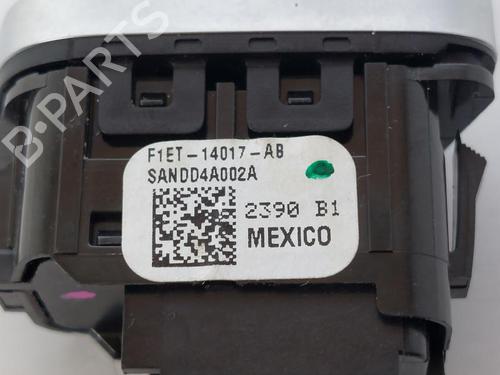 B-PARTS
F1ET-14017-AB
SANDD4A002A
2390 B1
MEXICO